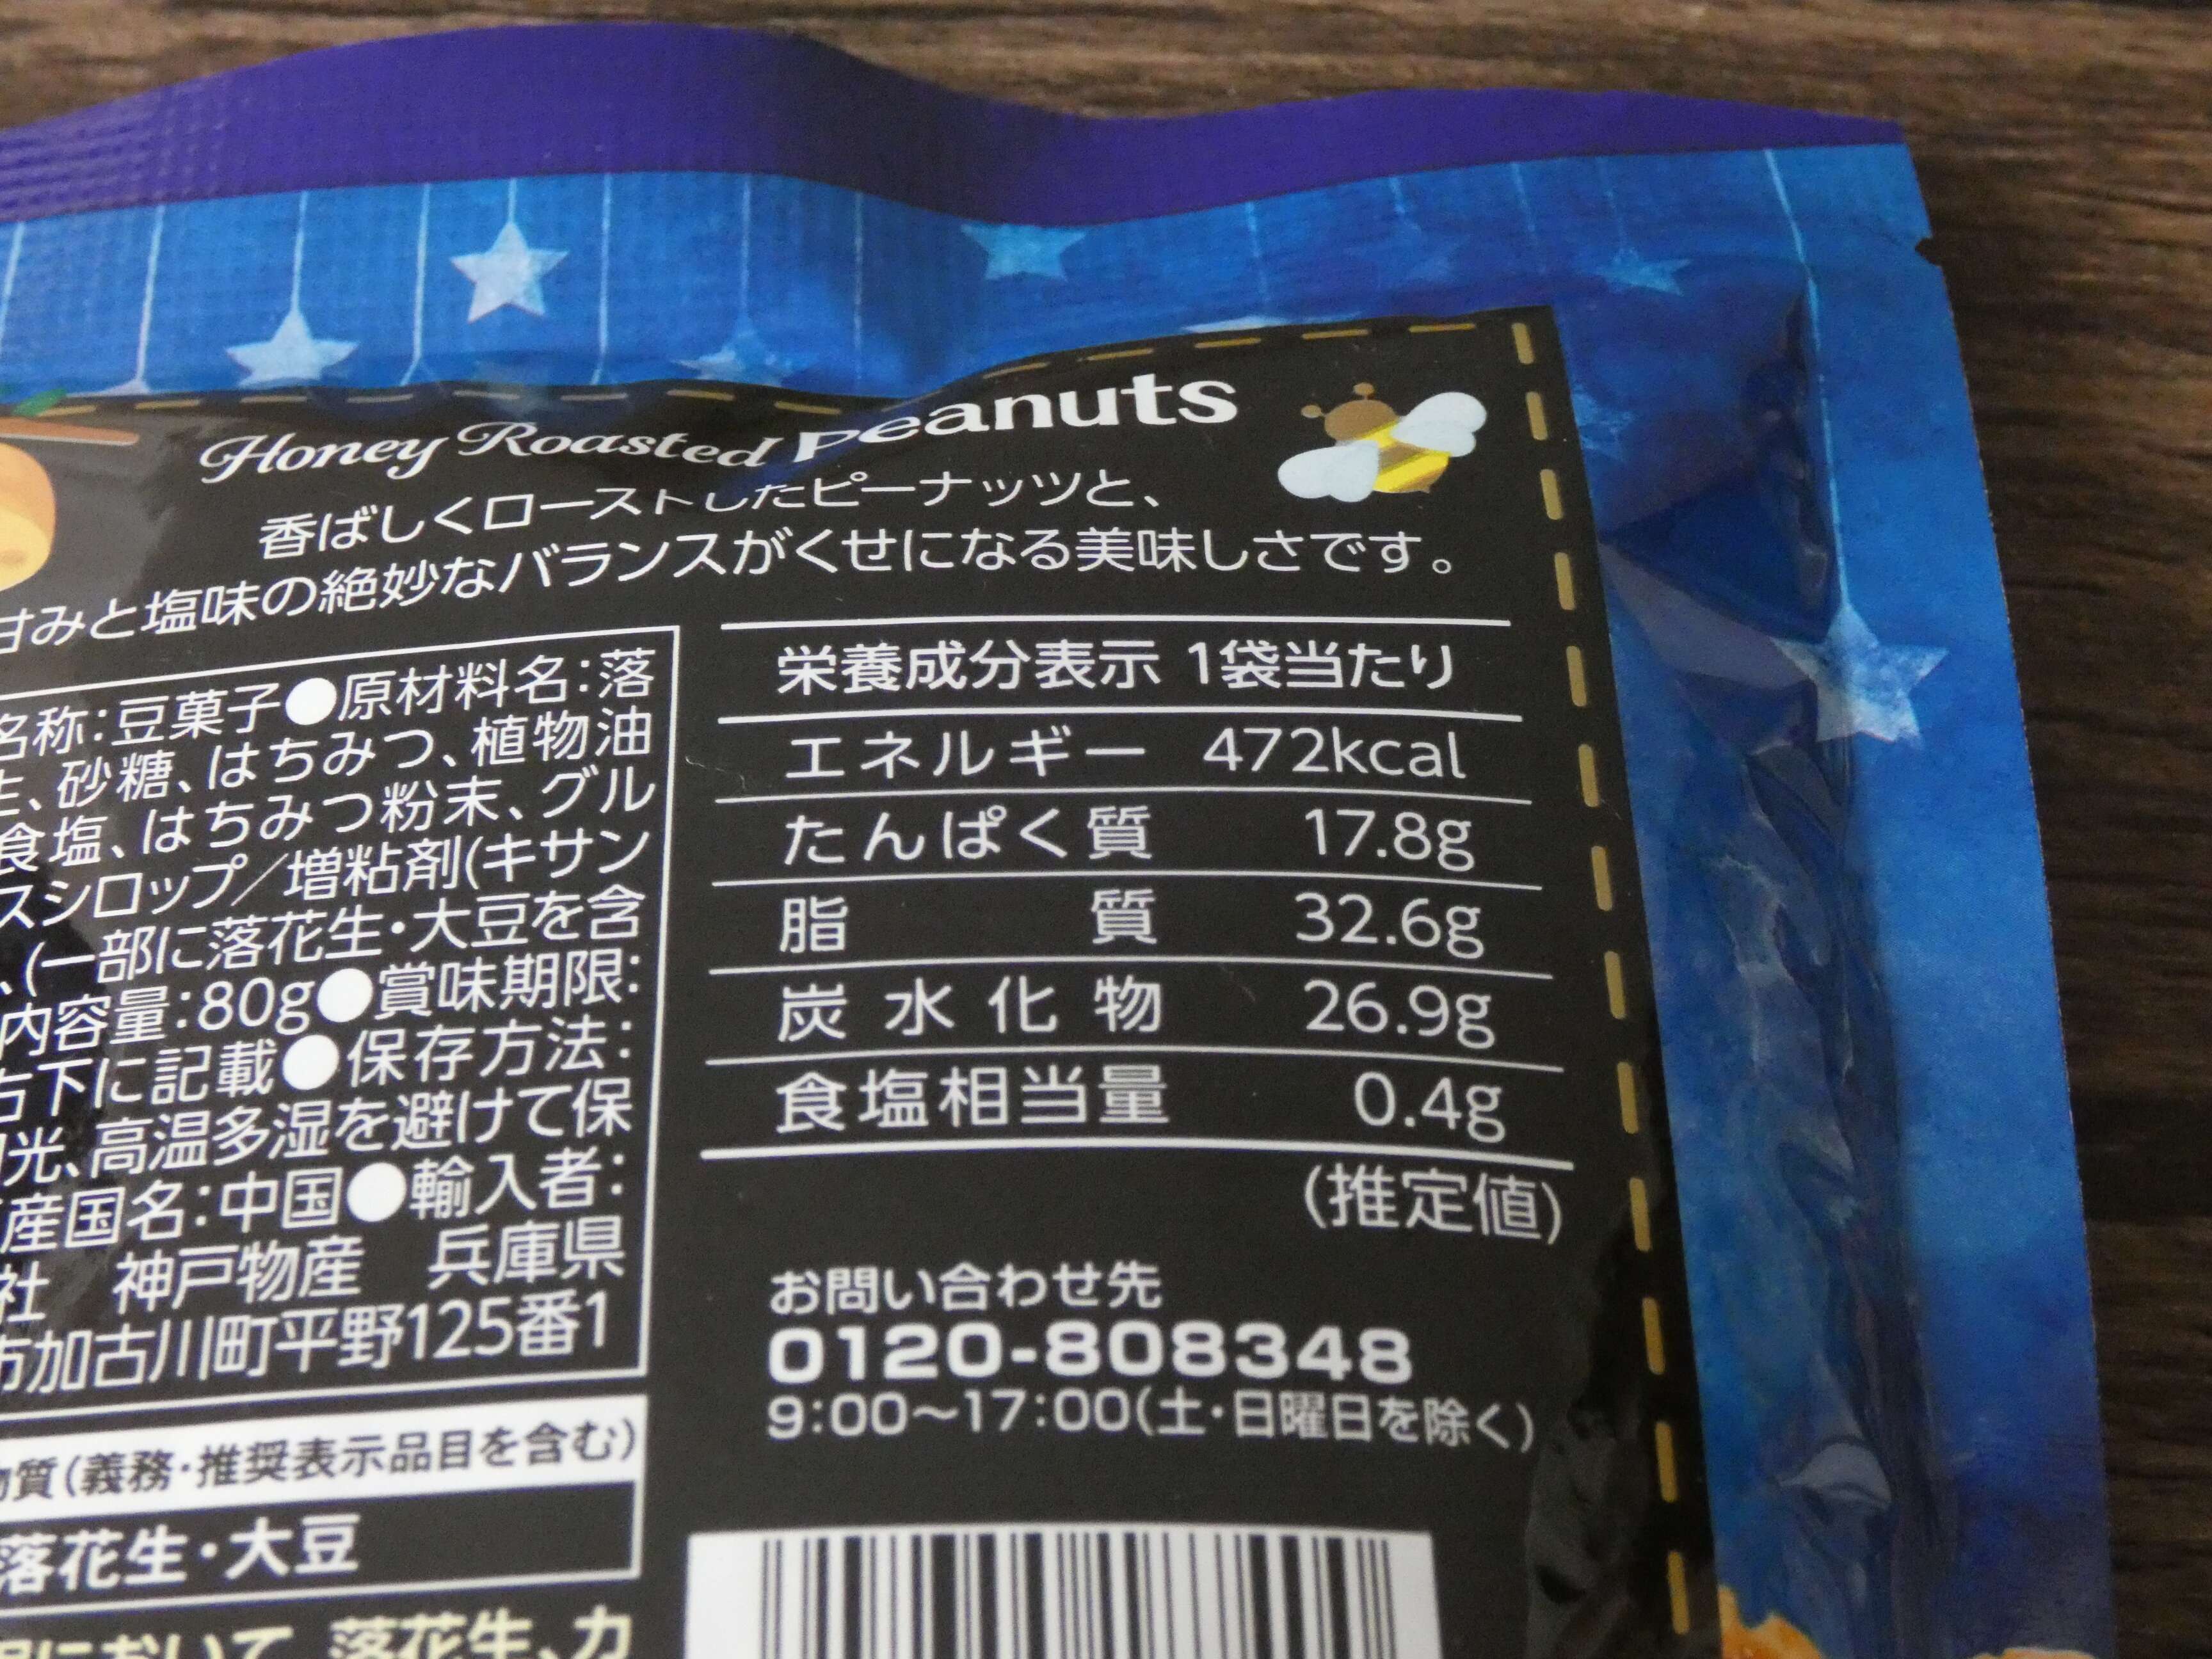 Honey Roasted Peanuts
香ばしくローストしたピーナッツと、
甘みと塩味の絶妙なバランスがくせになる美味しさです。
名称:豆菓子●原材料名:落
生、砂糖、はちみつ、植物油
食塩、はちみつ粉末、グル
スシロップ/増粘剤(キサン
、(一部に落花生・大豆を含
内容量:80g●賞味期限:
右下に記載●保存方法:
光、高温多湿を避けて保
産国名:中国●輸入者:
社 神戸物産 兵庫県
加古川町平野125番1
物質(義務・推奨表示品目を含む)
落花生・大豆
において、落花生、カ
栄養成分表示 1袋当たり
エネルギー 472kcal
たんぱく質 17.8g
脂質 32.6g
炭水化物 26.9g
食塩相当量 0.4g
(推定値)
お問い合わせ先
0120-808348
9:00〜17:00(土・日曜日を除く)